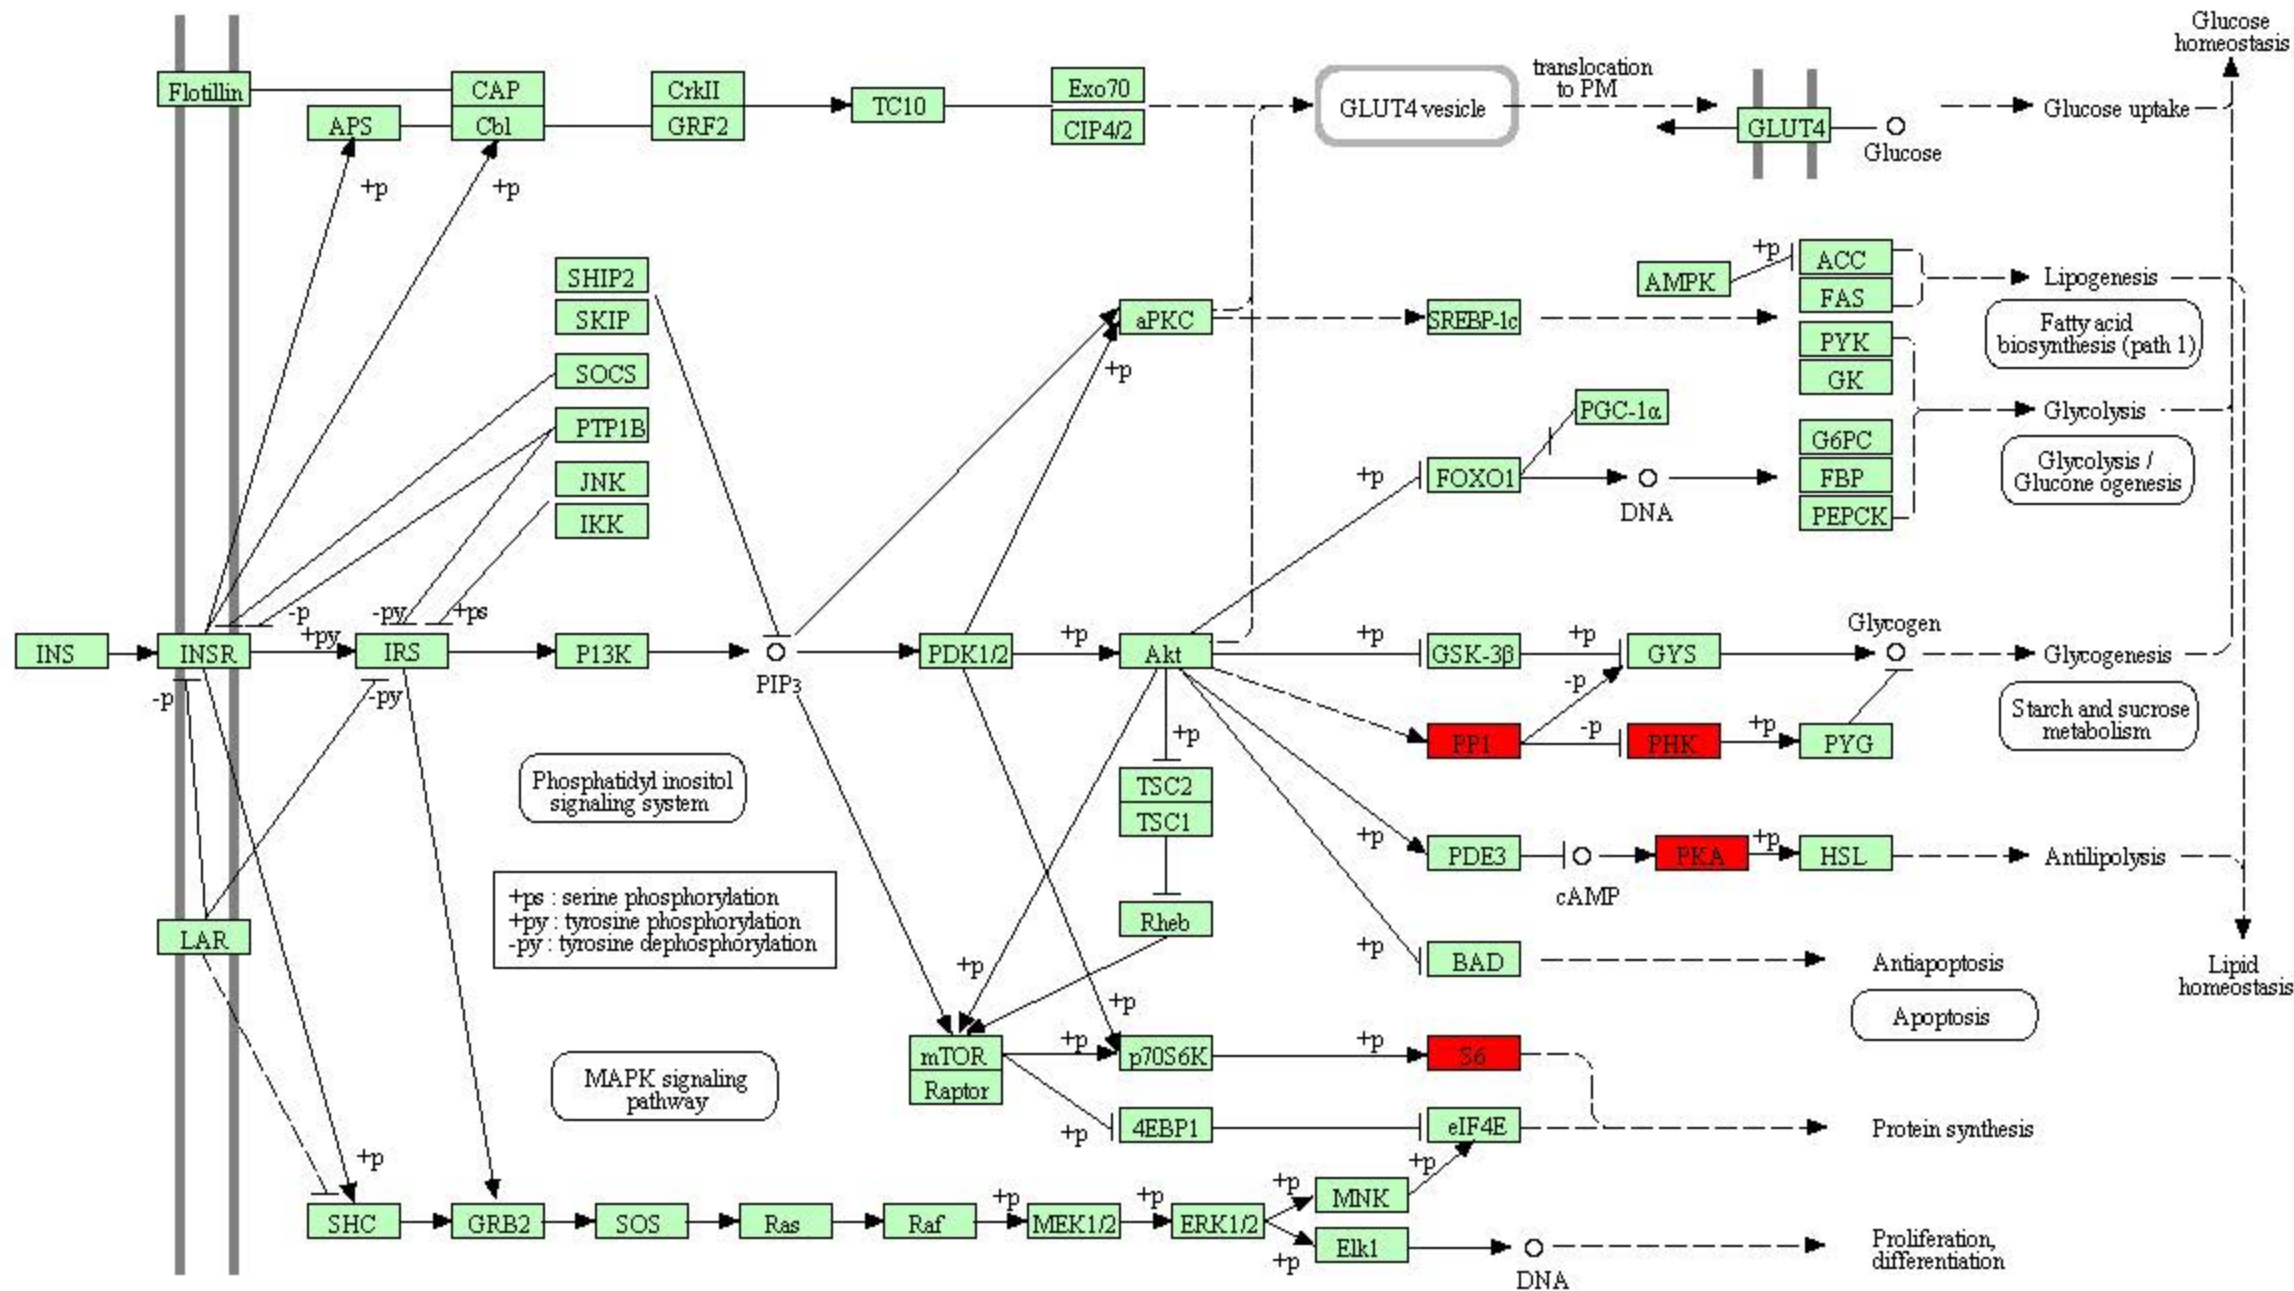 Glucose
homeostasis
Flotillin
CAP
CrkII
TC10
Exo70
GLUT4 vesicle
translocation
to PM
Glucose uptake
APS
Cbl
GRF2
CIP4/2
GLUT4
Glucose
+p
+p
SHIP2
SKIP
SOCS
PTP1B
JNK
IKK
aPKC
+p
SREBP-1c
AMPK
+p
ACC
FAS
PYK
GK
G6PC
FBP
PEPCK
Lipogenesis
Fatty acid
biosynthesis (path 1)
PGC-1α
FOXO1
+p
DNA
Glycolysis
Glycolysis /
Glucone ogenesis
-p
+py
-py
+ps
INS
INSR
IRS
P13K
PIP3
PDK1/2
+p
Akt
+p
GSK-3β
+p
GYS
Glycogen
Glycogenesis
-p
-py
-p
PP1
-p
PHK
+p
PYG
Starch and sucrose
metabolism
Phosphatidyl inositol
signaling system
+p
TSC2
TSC1
Rheb
+p
PDE3
cAMP
PKA
+p
HSL
Antilipolysis
+ps : serine phosphorylation
+py : tyrosine phosphorylation
-py : tyrosine dephosphorylation
LAR
+p
BAD
Antiapoptosis
Apoptosis
Lipid
homeostasis
+p
+p
mTOR
Raptor
+p
p70S6K
+p
S6
MAPK signaling
pathway
+p
4EBP1
eIF4E
Protein synthesis
+p
+p
SHC
GRB2
SOS
Ras
Raf
+p
MEK1/2
+p
ERK1/2
+p
MNK
+p
Elk1
DNA
Proliferation,
differentiation